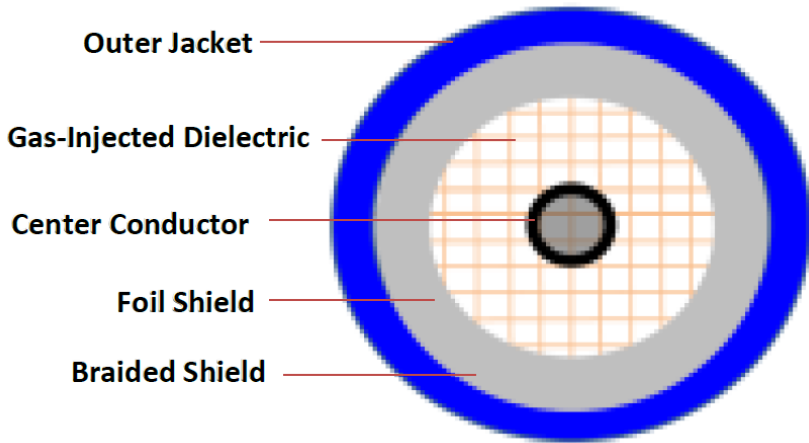 Outer Jacket
Gas-Injected Dielectric
Center Conductor
Foil Shield
Braided Shield